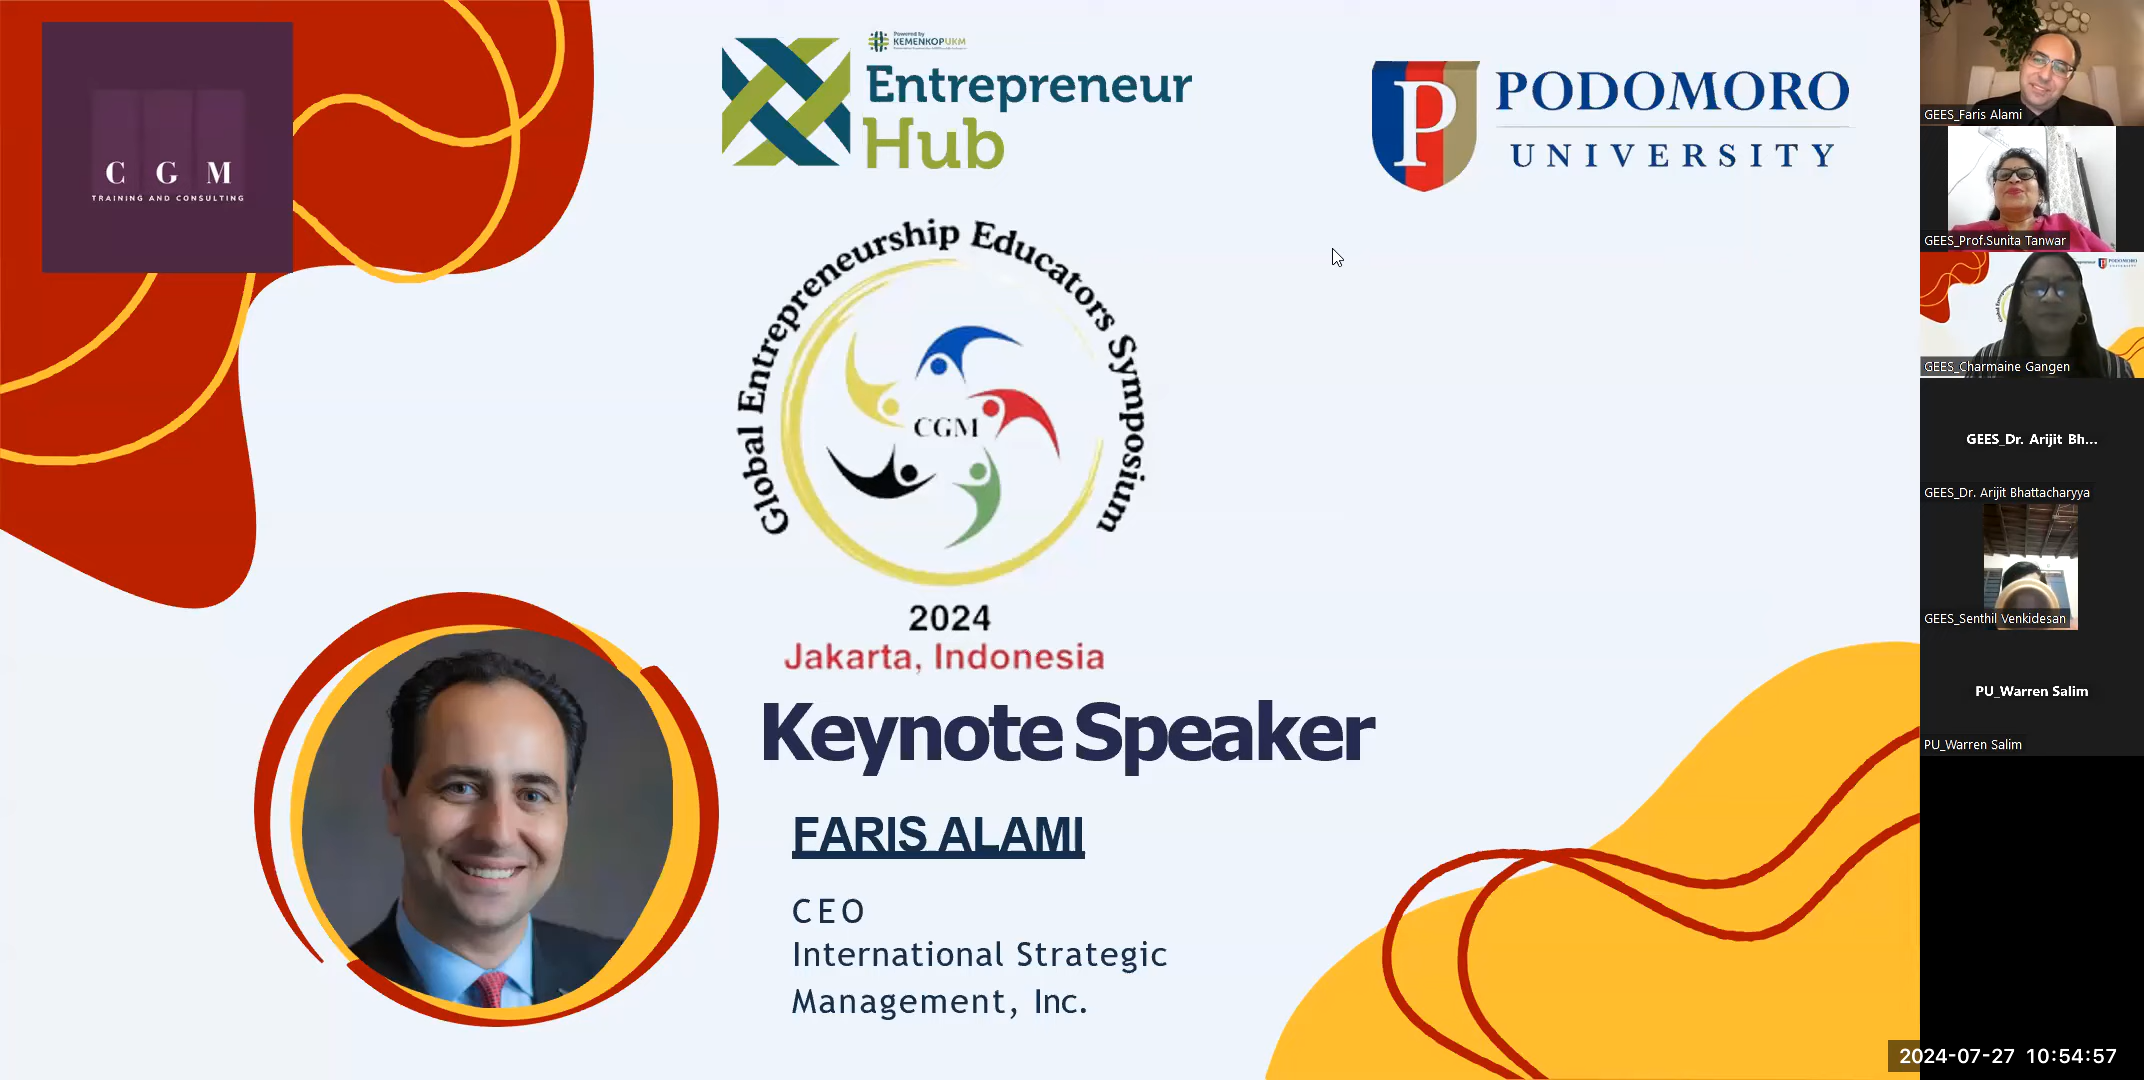 C G M
TRAINING AND CONSULTING
Powered by
KEMENKOPUKM
Entrepreneur
Hub
P
PODOMORO
UNIVERSITY
Global Entrepreneurship Educators Symposium
CGM
2024
Jakarta, Indonesia
Keynote Speaker
FARIS ALAMI
CEO
International Strategic
Management, Inc.
GEES_Faris Alami
GEES_Prof.Sunita Tanwar
PODOMORO
GEES_Charmaine Gangen
GEES_Dr. Arijit Bh...
GEES_Dr. Arijit Bhattacharyya
GEES_Senthil Venkidesan
PU_Warren Salim
PU_Warren Salim
2024-07-27 10:54:57